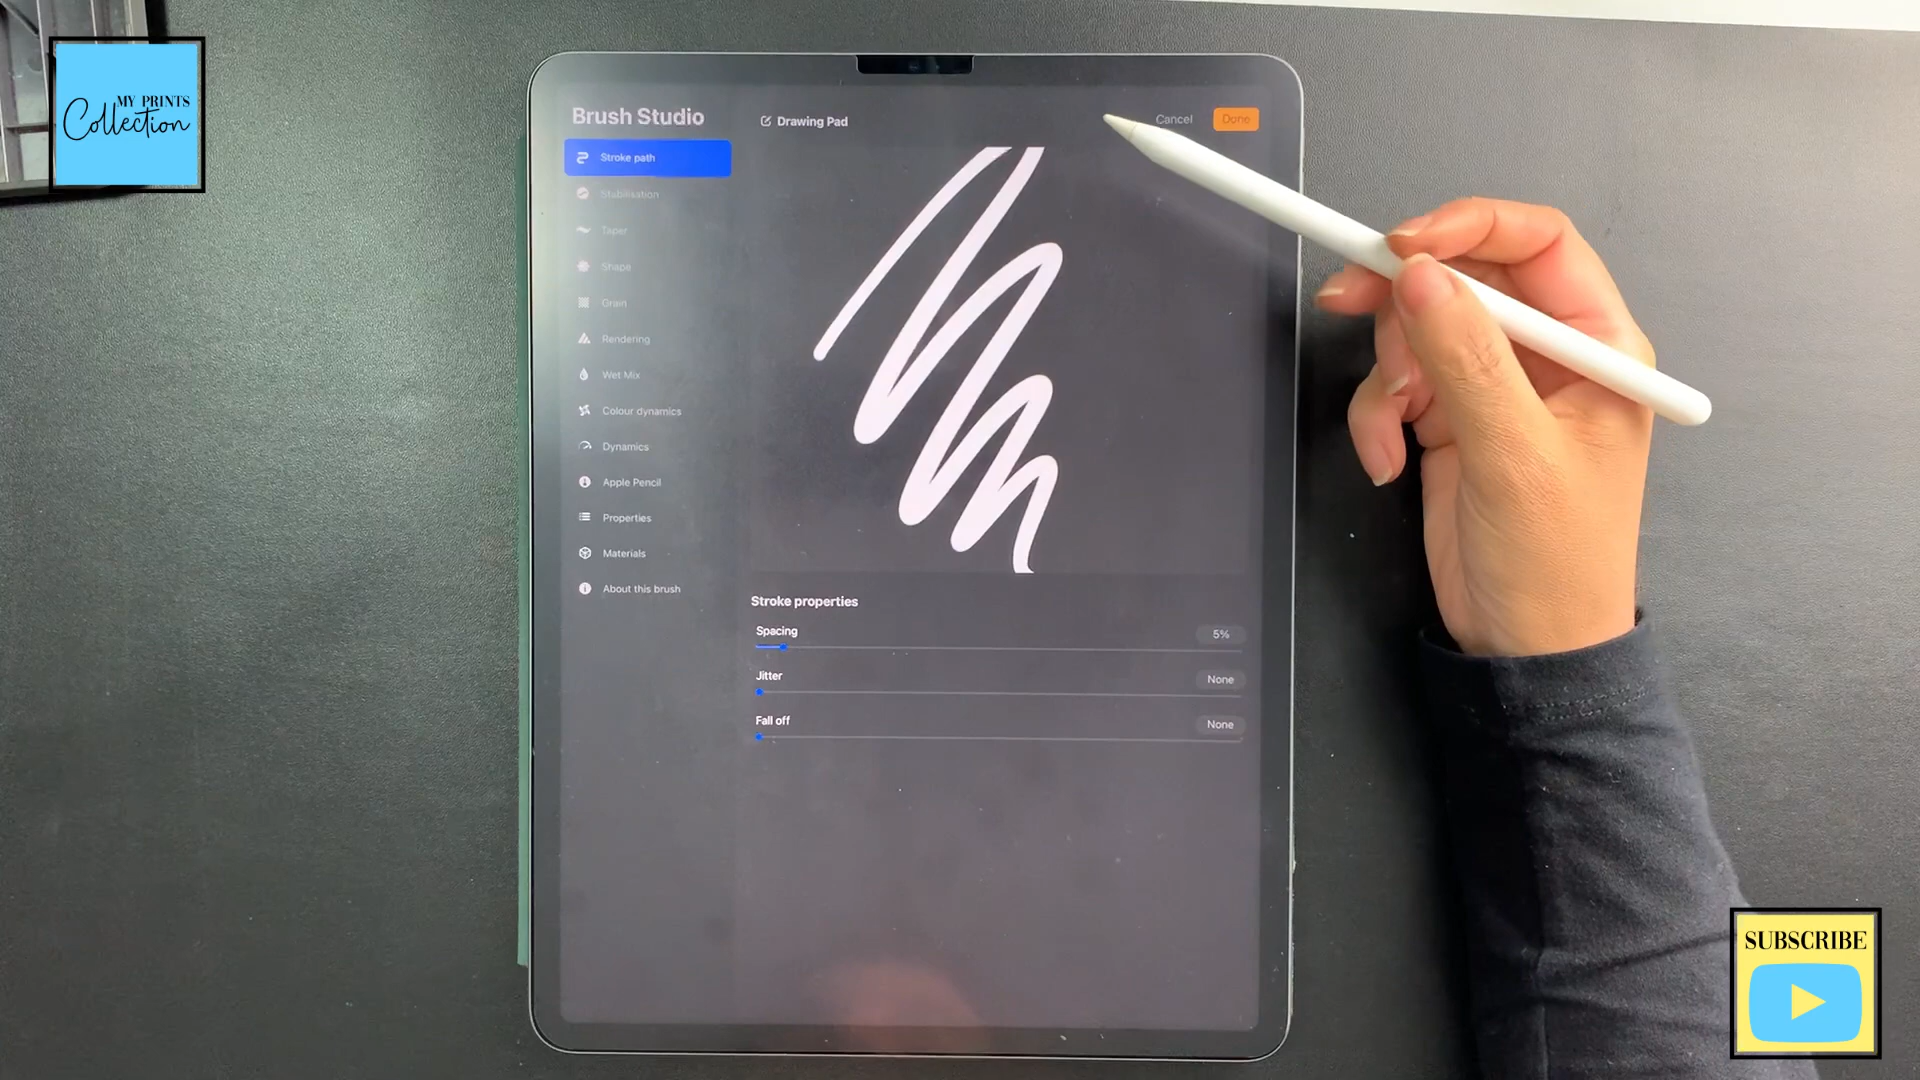 MY PRINTS
Collection
Brush Studio
Drawing Pad
Cancel
Done
Stroke path
Stabilisation
Taper
Shape
Grain
Rendering
Wet Mix
Colour dynamics
Dynamics
Apple Pencil
Properties
Materials
About this brush
Stroke properties
Spacing
5%
Jitter
None
Fall off
None
SUBSCRIBE